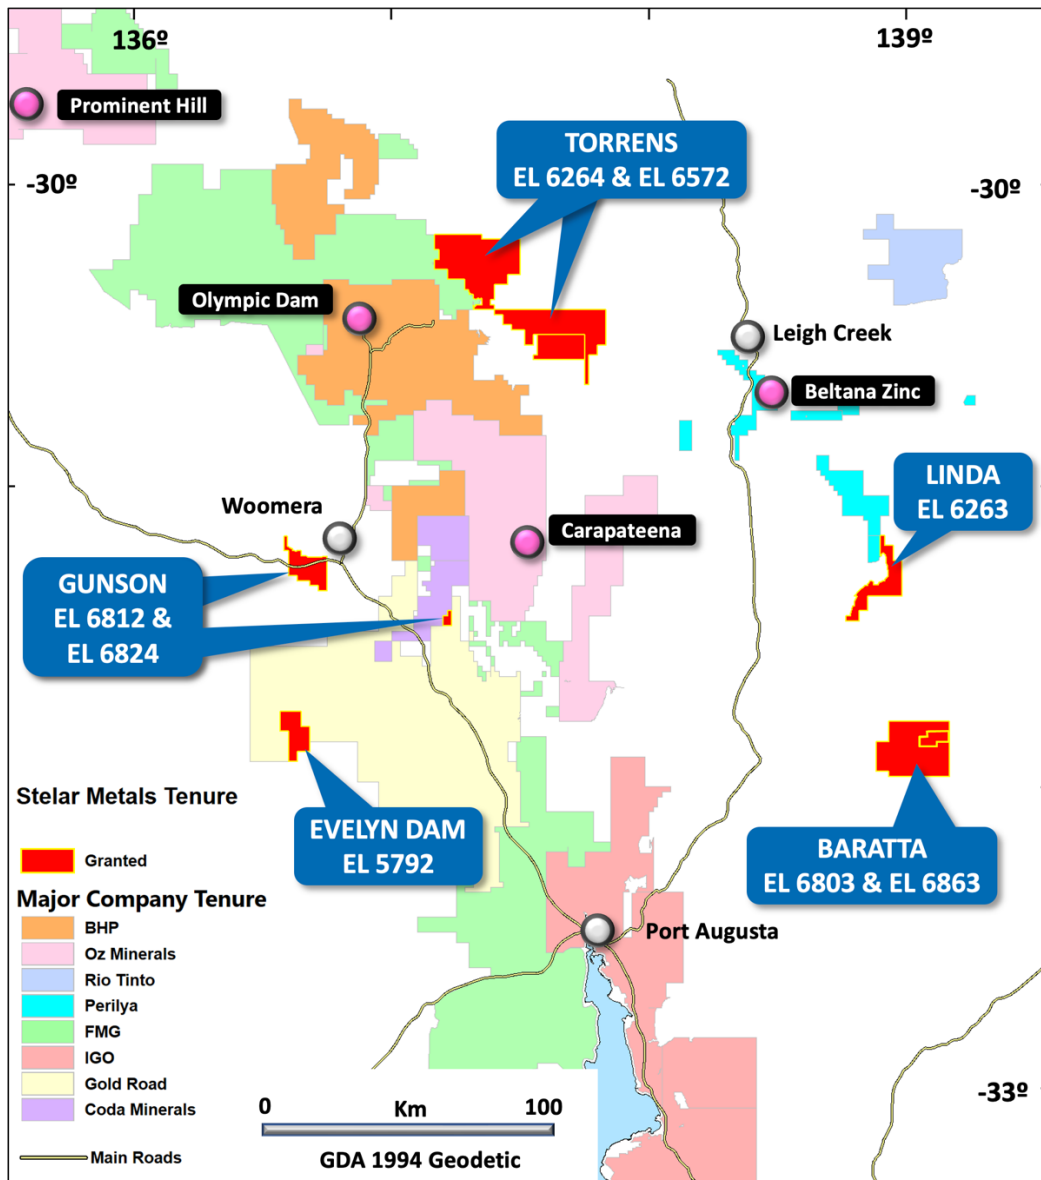 136º
139º
Prominent Hill
TORRENS
EL 6264 & EL 6572
-30º
-30º
Olympic Dam
Leigh Creek
Beltana Zinc
LINDA
EL 6263
Woomera
Carapateena
GUNSON
EL 6812 &
EL 6824
Stelar Metals Tenure
EVELYN DAM
EL 5792
BARATTA
EL 6803 & EL 6863
Granted
Major Company Tenure
BHP
Oz Minerals
Rio Tinto
Perilya
FMG
IGO
Gold Road
Coda Minerals
Main Roads
Port Augusta
-33º
0 Km 100
GDA 1994 Geodetic